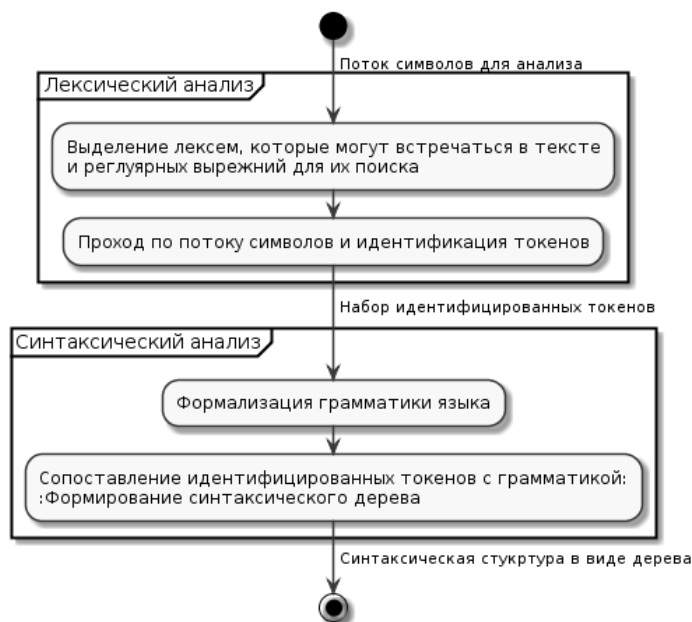 Поток символов для анализа
Лексический анализ
Выделение лексем, которые могут встречаться в тексте
и реглуярных вырежний для их поиска
Проход по потоку символов и идентификация токенов
Набор идентифицированных токенов
Синтаксический анализ
Формализация грамматики языка
Сопоставление идентифицированных токенов с грамматикой:
:Формирование синтаксического дерева
Синтаксическая стукртура в виде дерева